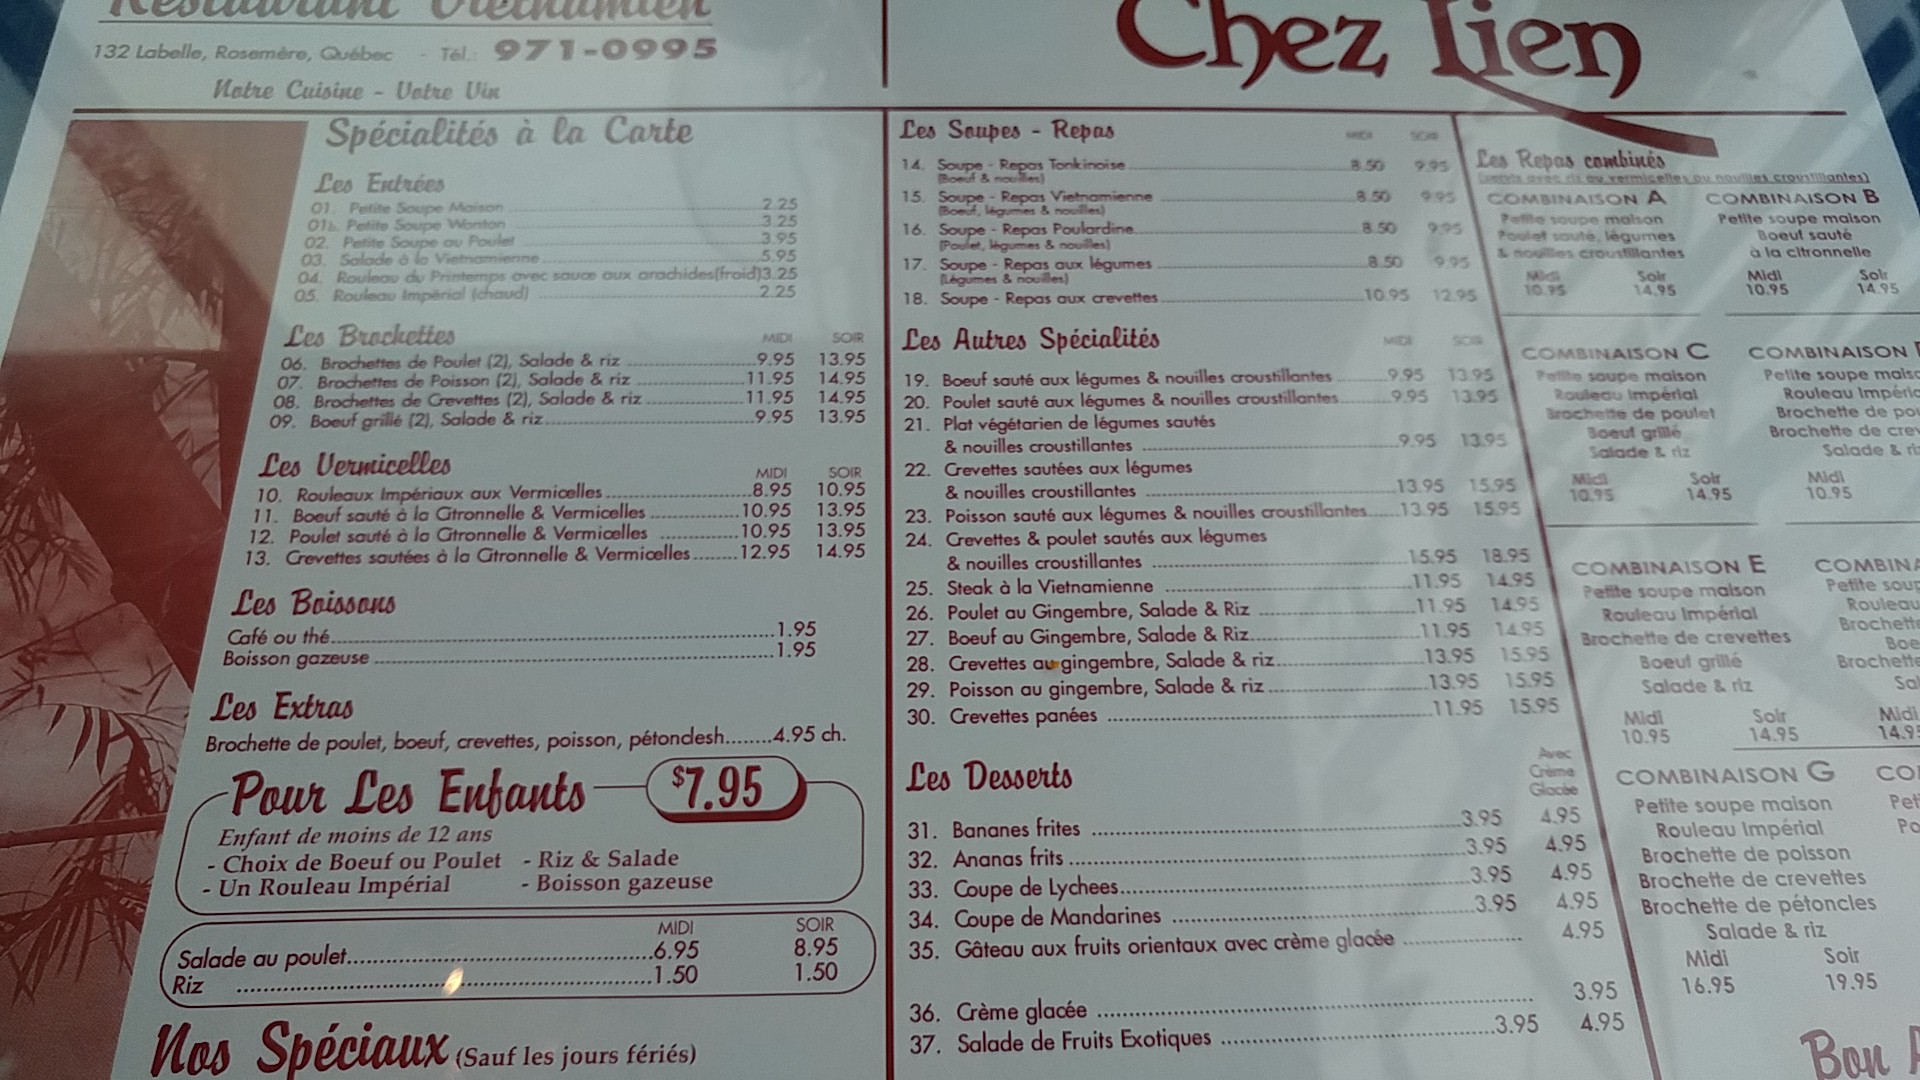 Restaurant Vietnamien
132 Labelle, Rosemère, Québec - Tél.: 971-0995
Notre Cuisine - Votre Vin
Chez Lien
Spécialités à la Carte
Les Entrées
01. Petite Soupe Maison 2.25
01b. Petite Soupe Wonton 3.25
02. Petite Soupe au Poulet 3.95
03. Salade à la Vietnamienne 5.95
04. Rouleau du Printemps avec sauce aux arachides(froid)3.25
05. Rouleau Impérial (chaud) 2.25
Les Brochettes MIDI SOIR
06. Brochettes de Poulet (2), Salade & riz 9.95 13.95
07. Brochettes de Poisson (2), Salade & riz 11.95 14.95
08. Brochettes de Crevettes (2), Salade & riz 11.95 14.95
09. Boeuf grillé (2), Salade & riz 9.95 13.95
Les Vermicelles MIDI SOIR
10. Rouleaux Impériaux aux Vermicelles 8.95 10.95
11. Boeuf sauté à la Citronnelle & Vermicelles 10.95 13.95
12. Poulet sauté à la Citronnelle & Vermicelles 10.95 13.95
13. Crevettes sautées à la Citronnelle & Vermicelles 12.95 14.95
Les Boissons
Café ou thé 1.95
Boisson gazeuse 1.95
Les Extras
Brochette de poulet, boeuf, crevettes, poisson, pétonclesh 4.95 ch.
Pour Les Enfants $7.95
Enfant de moins de 12 ans
- Choix de Boeuf ou Poulet - Riz & Salade
- Un Rouleau Impérial - Boisson gazeuse
MIDI SOIR
Salade au poulet 6.95 8.95
Riz 1.50 1.50
Nos Spéciaux (Sauf les jours fériés)
Les Soupes - Repas MIDI SOIR
14. Soupe - Repas Tonkinoise 8.50 9.95
(Boeuf & nouilles)
15. Soupe - Repas Vietnamienne 8.50 9.95
(Boeuf, légumes & nouilles)
16. Soupe - Repas Poulardine 8.50 9.95
(Poulet, légumes & nouilles)
17. Soupe - Repas aux légumes 8.50 9.95
(Légumes & nouilles)
18. Soupe - Repas aux crevettes 10.95 12.95
Les Autres Spécialités MIDI SOIR
19. Boeuf sauté aux légumes & nouilles croustillantes 9.95 13.95
20. Poulet sauté aux légumes & nouilles croustillantes 9.95 13.95
21. Plat végétarien de légumes sautés
& nouilles croustillantes 9.95 13.95
22. Crevettes sautées aux légumes
& nouilles croustillantes 13.95 15.95
23. Poisson sauté aux légumes & nouilles croustillantes 13.95 15.95
24. Crevettes & poulet sautés aux légumes
& nouilles croustillantes 15.95 18.95
25. Steak à la Vietnamienne 11.95 14.95
26. Poulet au Gingembre, Salade & Riz 11.95 14.95
27. Boeuf au Gingembre, Salade & Riz 11.95 14.95
28. Crevettes au gingembre, Salade & riz 13.95 15.95
29. Poisson au gingembre, Salade & riz 13.95 15.95
30. Crevettes panées 11.95 15.95
Les Desserts
Avec
Crème
Glacée
31. Bananes frites 3.95 4.95
32. Ananas frits 3.95 4.95
33. Coupe de Lychees 3.95 4.95
34. Coupe de Mandarines 3.95 4.95
35. Gâteau aux fruits orientaux avec crème glacée 4.95
36. Crème glacée 3.95
37. Salade de Fruits Exotiques 3.95 4.95
Les Repas combinés
(servis avec riz ou vermicelles ou nouilles croustillantes)
COMBINAISON A
Petite soupe maison
Poulet sauté, légumes
& nouilles croustillantes
Midi Soir
10.95 14.95
COMBINAISON B
Petite soupe maison
Boeuf sauté
à la citronnelle
Midi Soir
10.95 14.95
COMBINAISON C
Petite soupe maison
Rouleau Impérial
Brochette de poulet
Boeuf grillé
Salade & riz
Midi Soir
10.95 14.95
COMBINAISON
Petite soupe
Rouleau
Brochette de
Brochette de
Salade &
Midi
10.95
COMBINAISON E
Petite soupe maison
Rouleau Impérial
Brochette de crevettes
Boeuf grillé
Salade & riz
Midi Soir
10.95 14.95
Petite
Rouleau
Brochette
Midi
COMBINAISON G
Petite soupe maison
Rouleau Impérial
Brochette de poisson
Brochette de crevettes
Brochette de pétoncles
Salade & riz
Midi Soir
16.95 19.95
Bon